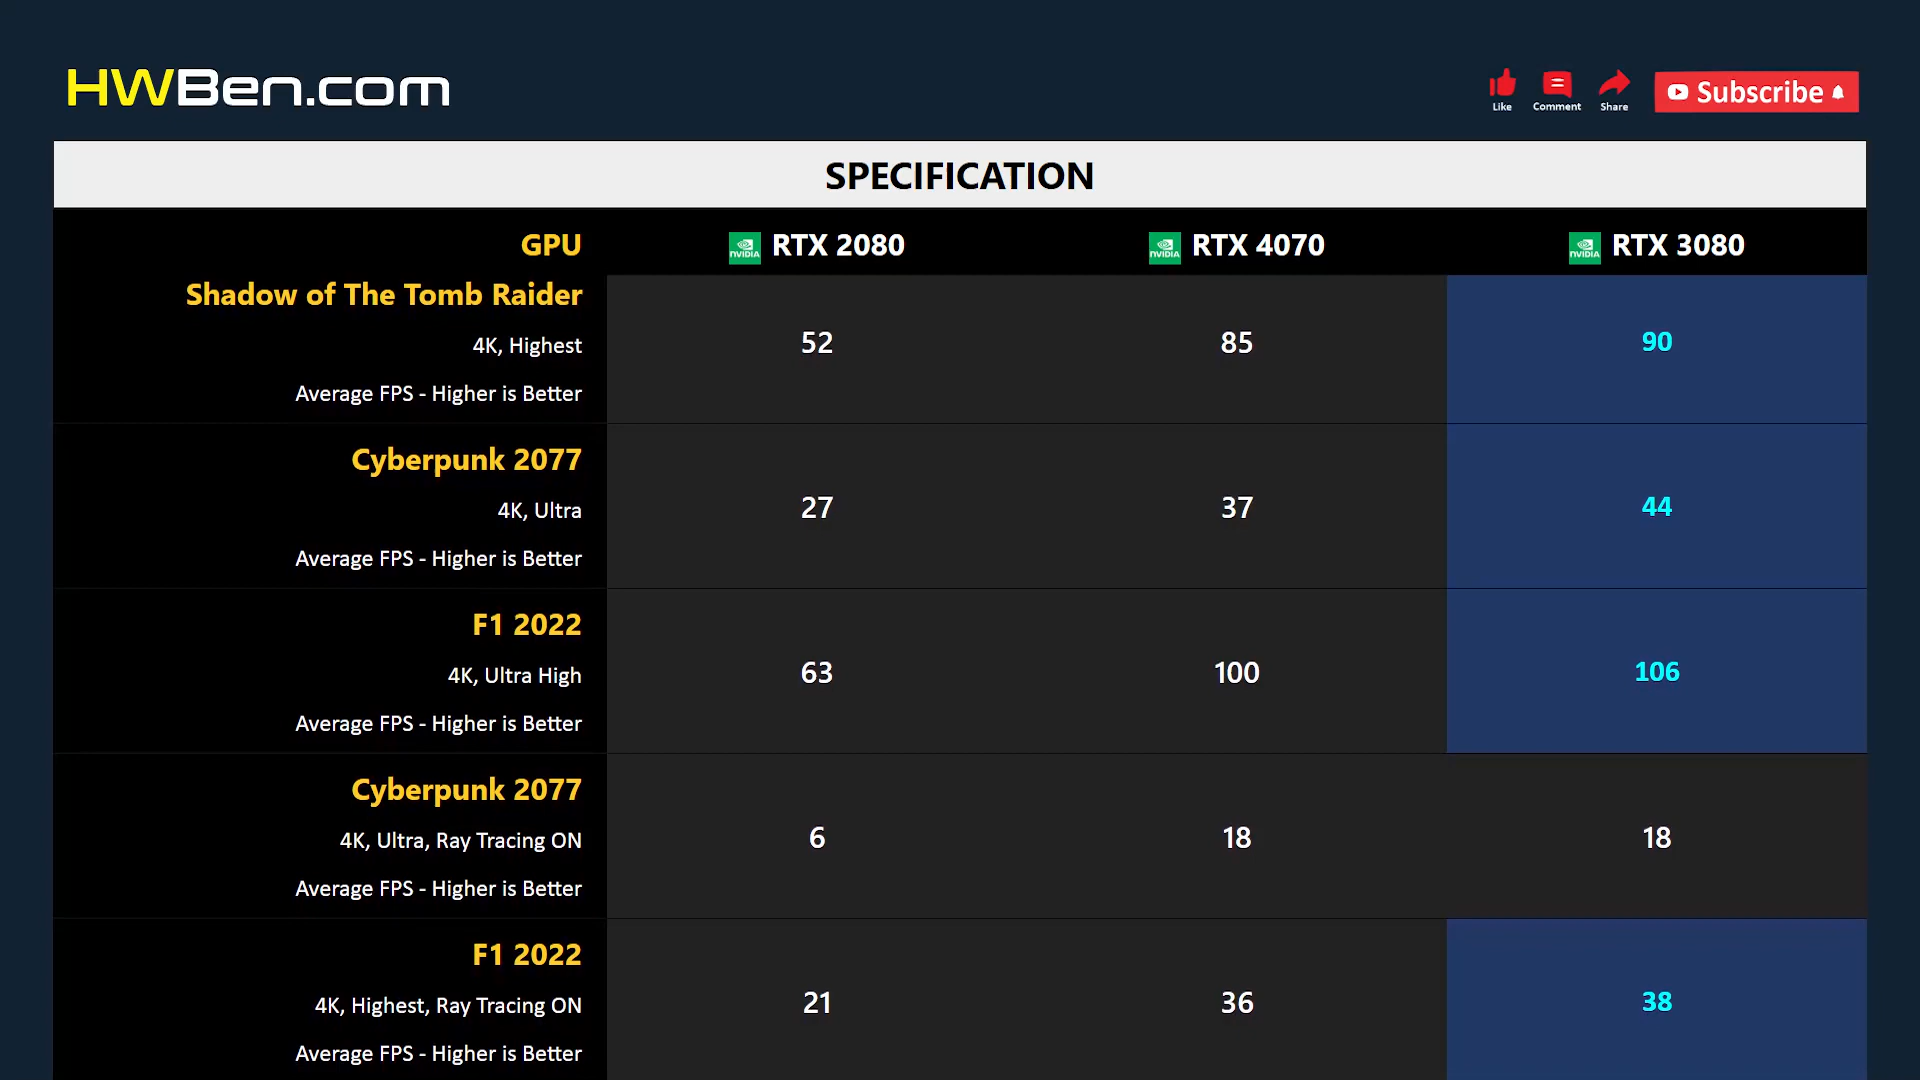 HWBen.com
Like Comment Share Subscribe
SPECIFICATION
GPU NVIDIA RTX 2080 NVIDIA RTX 4070 NVIDIA RTX 3080
Shadow of The Tomb Raider
4K, Highest 52 85 90
Average FPS - Higher is Better
Cyberpunk 2077
4K, Ultra 27 37 44
Average FPS - Higher is Better
F1 2022
4K, Ultra High 63 100 106
Average FPS - Higher is Better
Cyberpunk 2077
4K, Ultra, Ray Tracing ON 6 18 18
Average FPS - Higher is Better
F1 2022
4K, Highest, Ray Tracing ON 21 36 38
Average FPS - Higher is Better